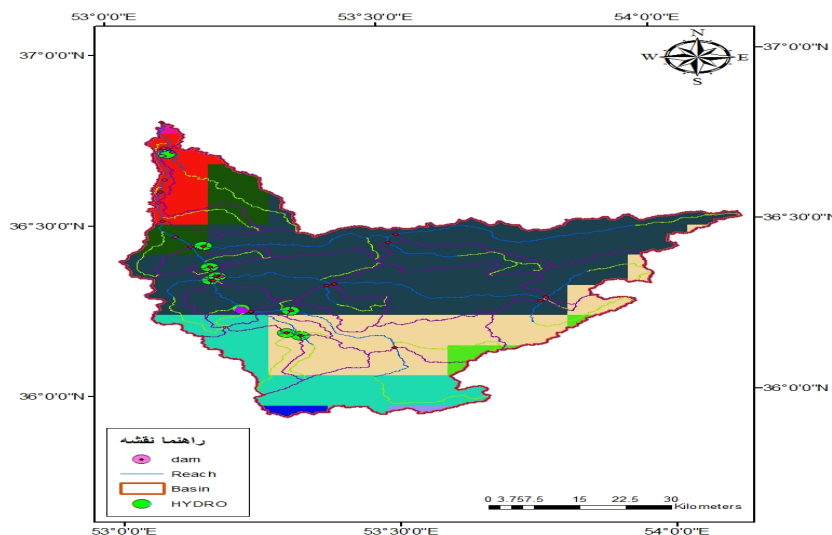 53°0'0"E 53°30'0"E 54°0'0"E
37°0'0"N
37°0'0"N
N
W E
S
36°30'0"N
36°30'0"N
36°0'0"N
36°0'0"N
راهنما نقشه
dam
Reach
Basin
HYDRO
0 3.757.5 15 22.5 30
Kilometers
53°0'0"E 53°30'0"E 54°0'0"E